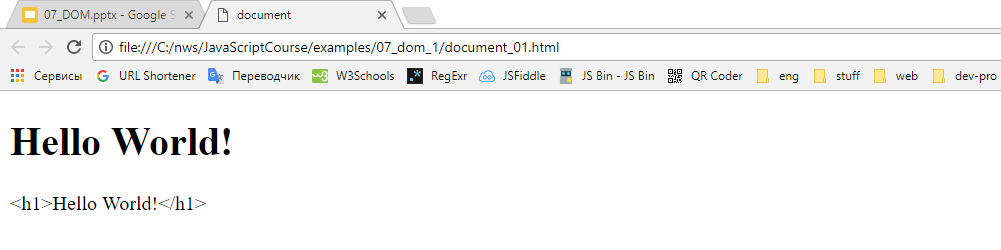 07_DOM.pptx - Google S
document
file:///C:/nws/JavaScriptCourse/examples/07_dom_1/document_01.html
Сервисы URL Shortener Переводчик W3Schools RegExr JSFiddle JS Bin - JS Bin QR Coder eng stuff web dev-pro
Hello World!
<h1>Hello World!</h1>